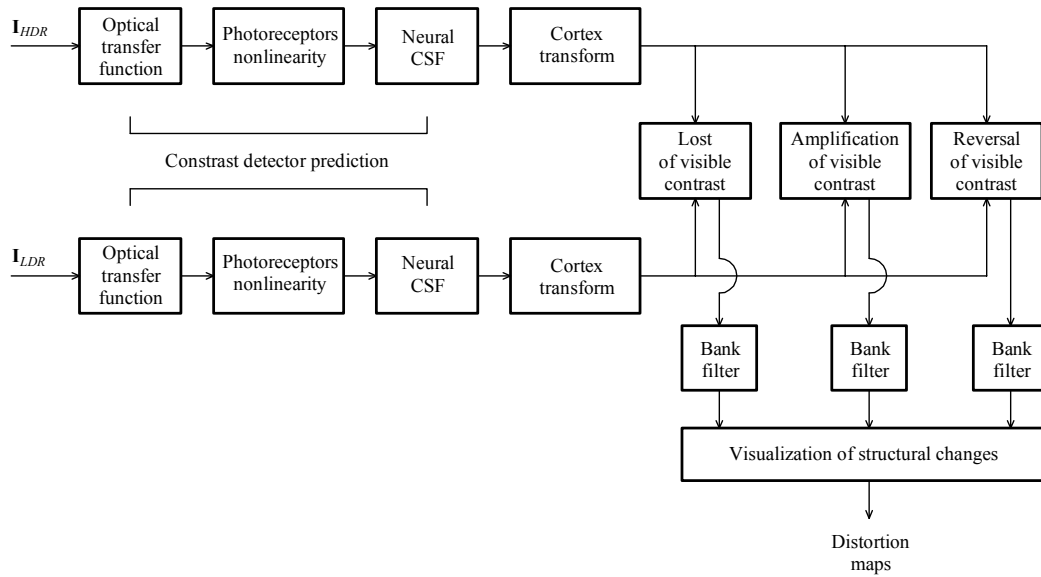 I_HDR
Optical
transfer
function
Photoreceptors
nonlinearity
Neural
CSF
Cortex
transform
Lost
of visible
contrast
Amplification
of visible
contrast
Reversal
of visible
contrast
Constrast detector prediction
I_LDR
Optical
transfer
function
Photoreceptors
nonlinearity
Neural
CSF
Cortex
transform
Bank
filter
Bank
filter
Bank
filter
Visualization of structural changes
Distortion
maps